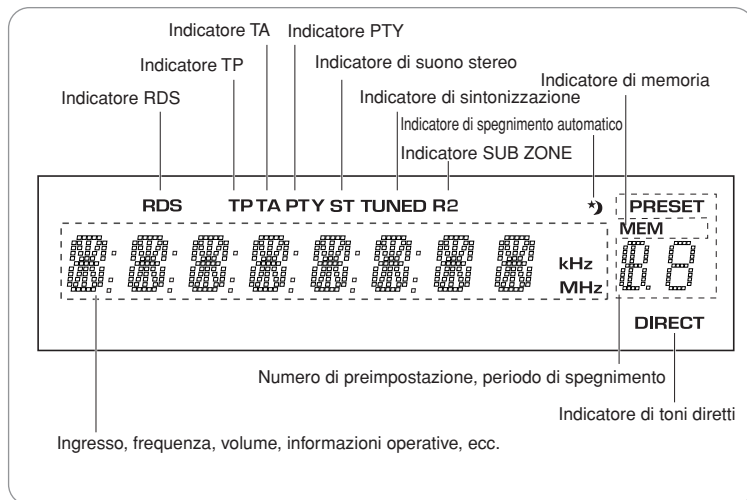 Indicatore TA
Indicatore PTY
Indicatore TP
Indicatore di suono stereo
Indicatore di memoria
Indicatore RDS
Indicatore di sintonizzazione
Indicatore di spegnimento automatico
Indicatore SUB ZONE
RDS TP TA PTY ST TUNED R2
PRESET
MEM
kHz
MHz
DIRECT
Numero di preimpostazione, periodo di spegnimento
Indicatore di toni diretti
Ingresso, frequenza, volume, informazioni operative, ecc.